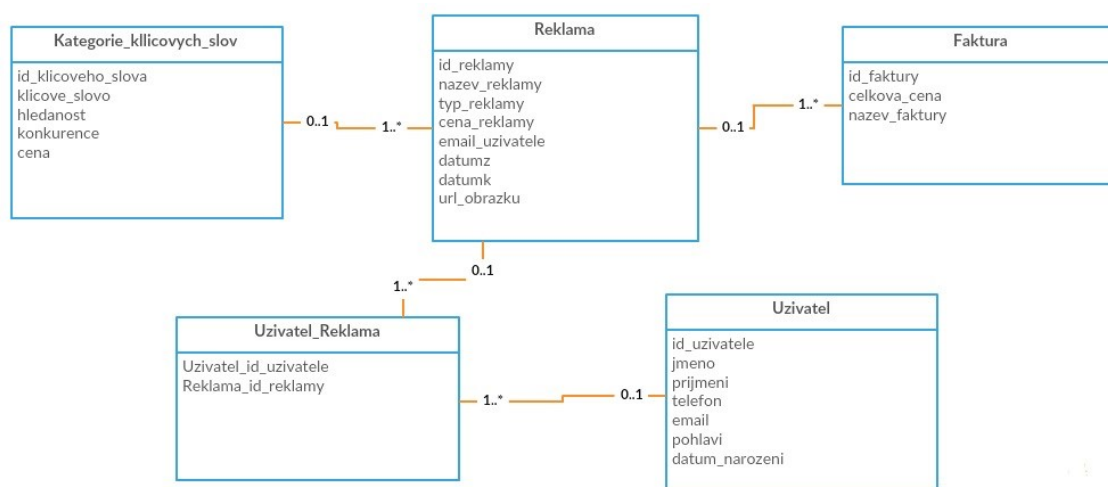 Kategorie_kllicovych_slov
id_klicoveho_slova
klicove_slovo
hledanost
konkurence
cena
0..1
1..*
Reklama
id_reklamy
nazev_reklamy
typ_reklamy
cena_reklamy
email_uzivatele
datumz
datumk
url_obrazku
0..1
1..*
Faktura
id_faktury
celkova_cena
nazev_faktury
0..1
1..*
Uzivatel_Reklama
Uzivatel_id_uzivatele
Reklama_id_reklamy
1..*
0..1
Uzivatel
id_uzivatele
jmeno
prijmeni
telefon
email
pohlavi
datum_narozeni